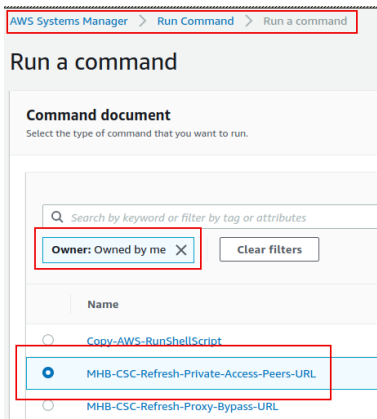 AWS Systems Manager > Run Command > Run a command
Run a command
Command document
Select the type of command that you want to run.
Search by keyword or filter by tag or attributes
Owner: Owned by me X Clear filters
Name
Copy-AWS-RunShellScript
MHB-CSC-Refresh-Private-Access-Peers-URL
MHB-CSC-Refresh-Proxy-Bypass-URL